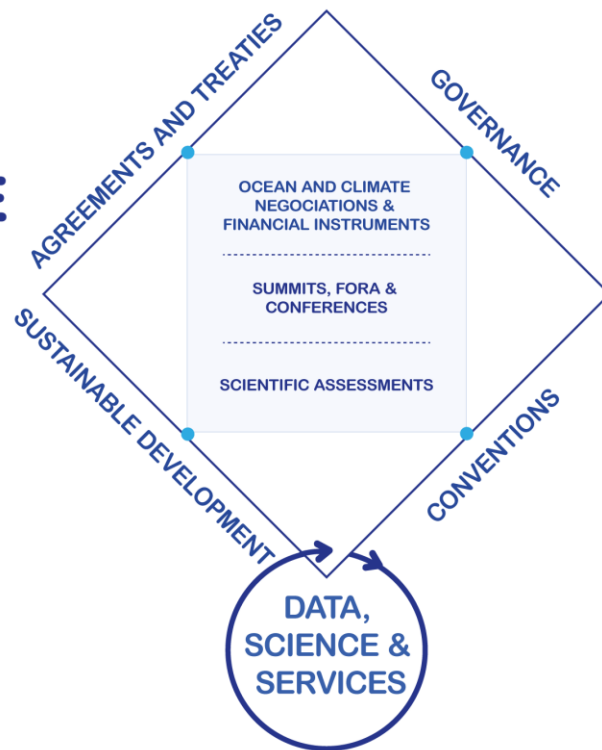 AGREEMENTS AND TREATIES
GOVERNANCE
OCEAN AND CLIMATE
NEGOCIATIONS &
FINANCIAL INSTRUMENTS
SUMMITS, FORA &
CONFERENCES
SCIENTIFIC ASSESSMENTS
SUSTAINABLE DEVELOPMENT
CONVENTIONS
DATA,
SCIENCE &
SERVICES